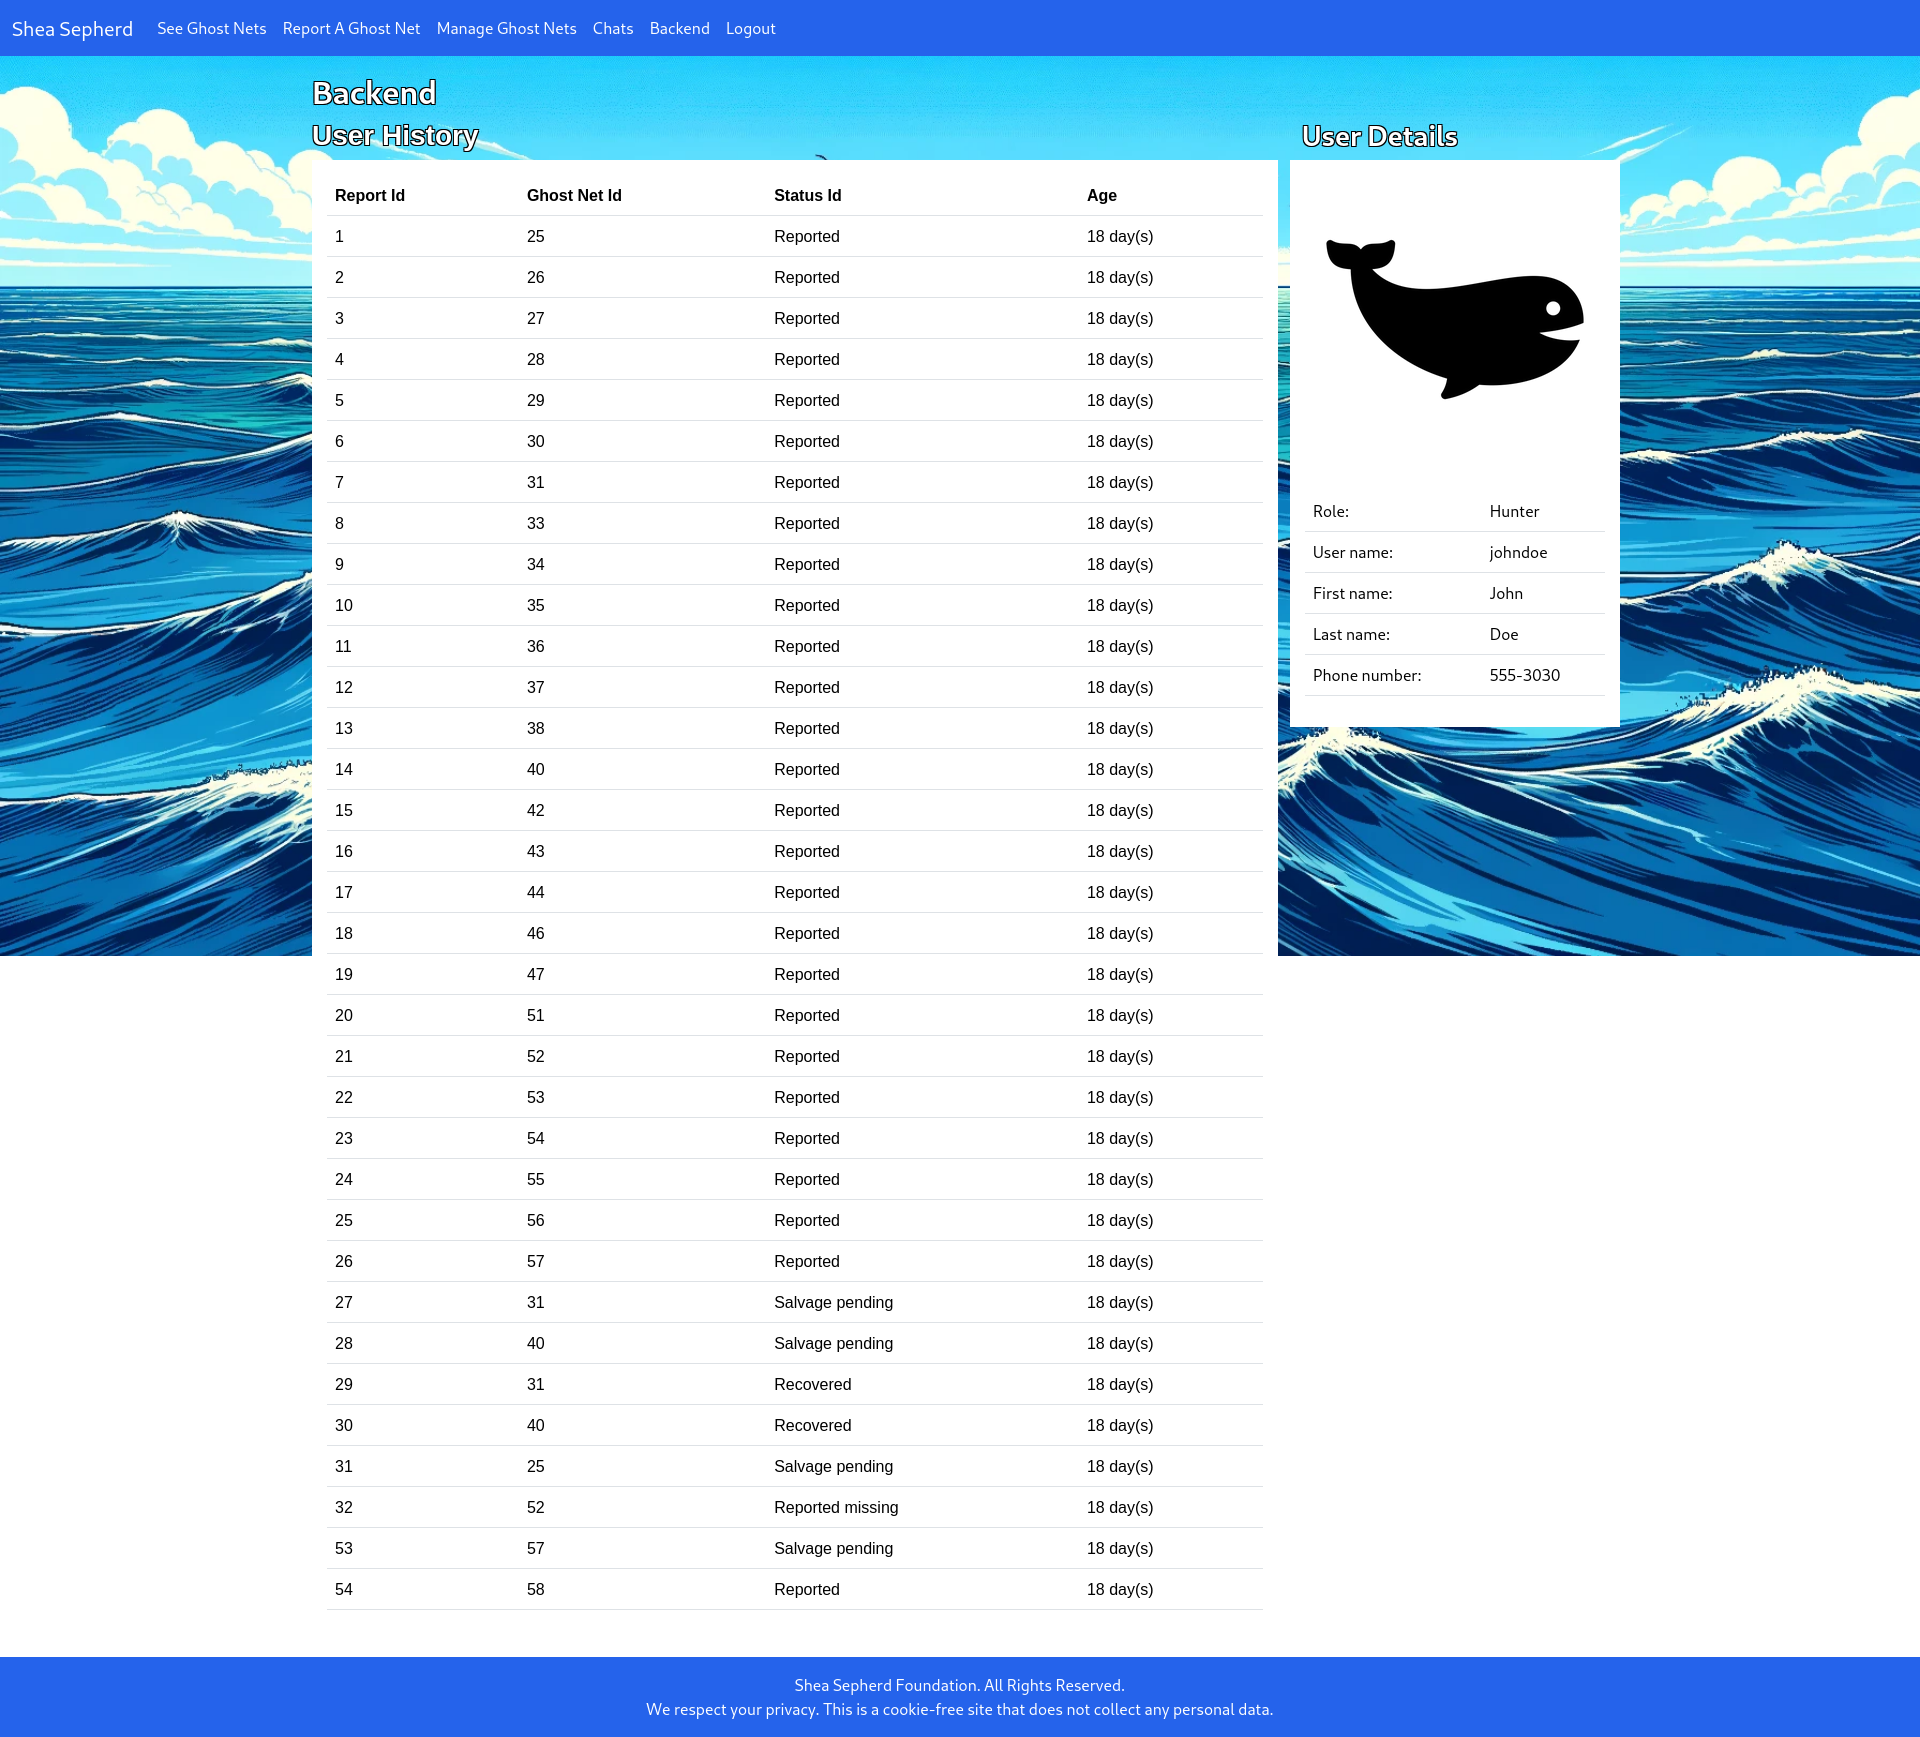 Shea Sepherd See Ghost Nets Report A Ghost Net Manage Ghost Nets Chats Backend Logout
Backend
User History
Report Id Ghost Net Id Status Id Age
1 25 Reported 18 day(s)
2 26 Reported 18 day(s)
3 27 Reported 18 day(s)
4 28 Reported 18 day(s)
5 29 Reported 18 day(s)
6 30 Reported 18 day(s)
7 31 Reported 18 day(s)
8 33 Reported 18 day(s)
9 34 Reported 18 day(s)
10 35 Reported 18 day(s)
11 36 Reported 18 day(s)
12 37 Reported 18 day(s)
13 38 Reported 18 day(s)
14 40 Reported 18 day(s)
15 42 Reported 18 day(s)
16 43 Reported 18 day(s)
17 44 Reported 18 day(s)
18 46 Reported 18 day(s)
19 47 Reported 18 day(s)
20 51 Reported 18 day(s)
21 52 Reported 18 day(s)
22 53 Reported 18 day(s)
23 54 Reported 18 day(s)
24 55 Reported 18 day(s)
25 56 Reported 18 day(s)
26 57 Reported 18 day(s)
27 31 Salvage pending 18 day(s)
28 40 Salvage pending 18 day(s)
29 31 Recovered 18 day(s)
30 40 Recovered 18 day(s)
31 25 Salvage pending 18 day(s)
32 52 Reported missing 18 day(s)
53 57 Salvage pending 18 day(s)
54 58 Reported 18 day(s)
User Details
Role: Hunter
User name: johndoe
First name: John
Last name: Doe
Phone number: 555-3030
Shea Sepherd Foundation. All Rights Reserved.
We respect your privacy. This is a cookie-free site that does not collect any personal data.